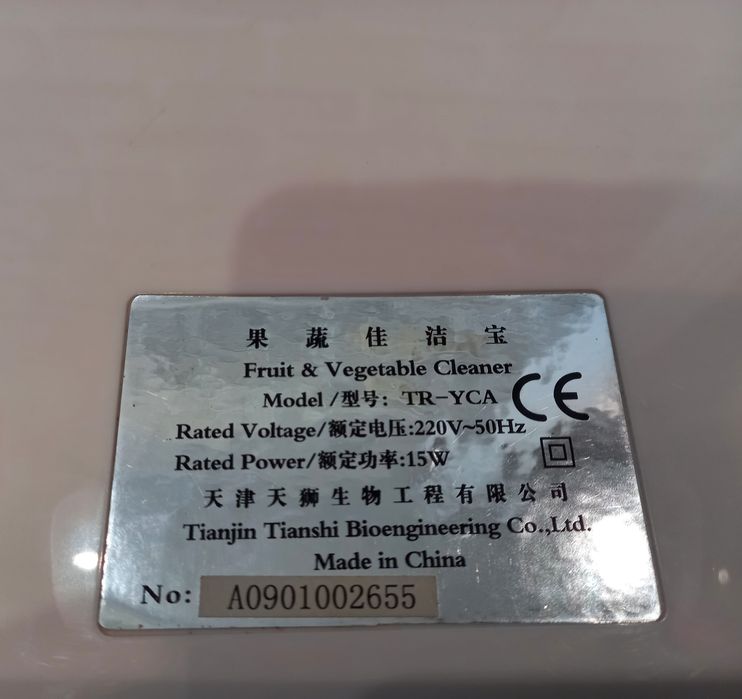 果蔬佳洁宝
Fruit & Vegetable Cleaner
Model /型号: TR-YCA
CE
Rated Voltage/额定电压:220V~50Hz
Rated Power/额定功率:15W
天津天狮生物工程有限公司
Tianjin Tianshi Bioengineering Co.,Ltd.
Made in China
No: A0901002655